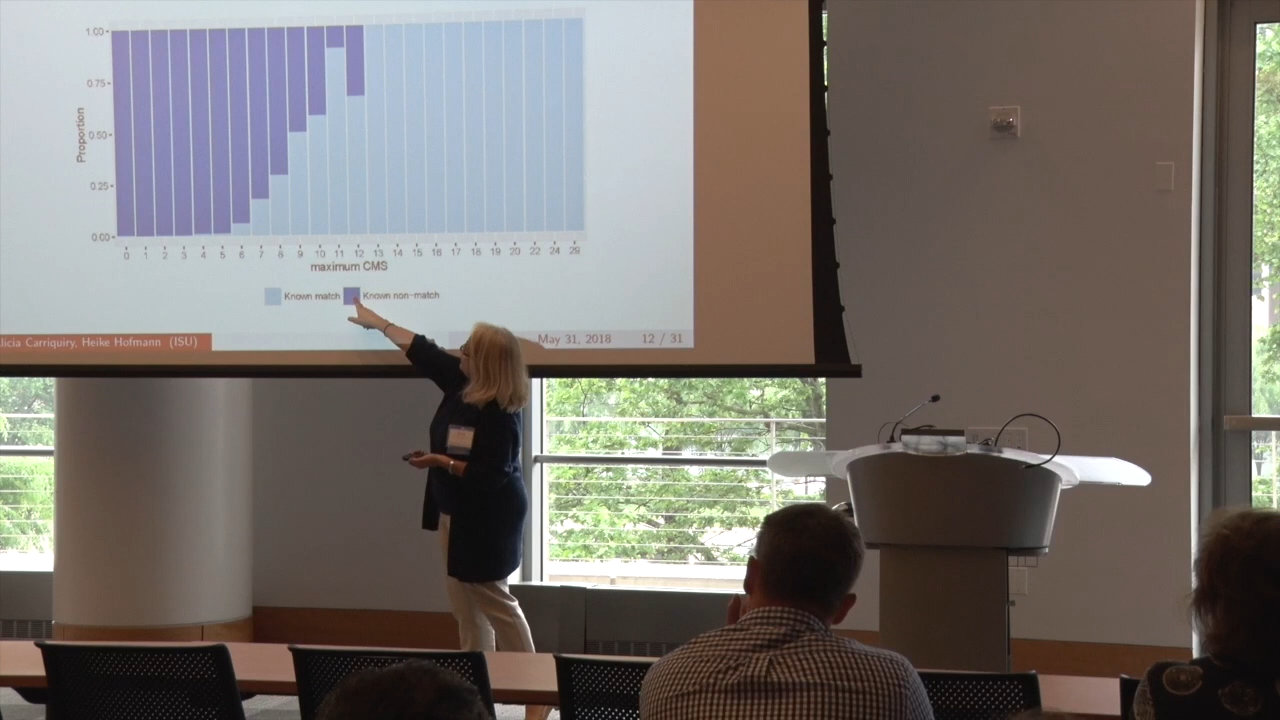 1.00
0.75
0.50
0.25
0.00
Proportion
0 1 2 3 4 5 6 7 8 9 10 11 12 13 14 15 16 17 18 19 20 22 24 29
maximum CMS
Known match Known non-match
licia Carriquiry, Heike Hofmann (ISU) May 31, 2018 12 / 31